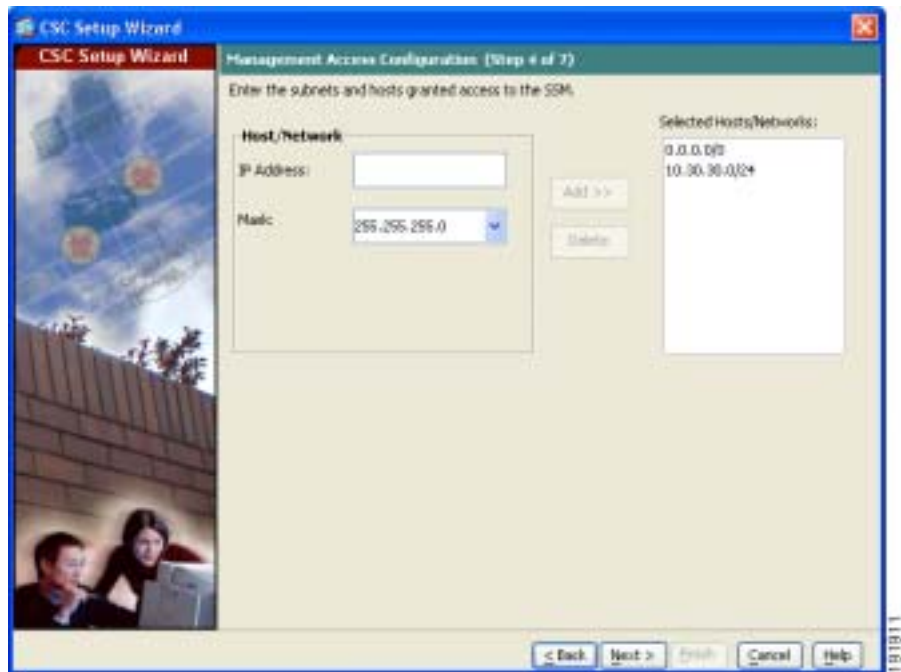 CSC Setup Wizard
CSC Setup Wizard
Management Access Configuration (Step 4 of 7)
Enter the subnets and hosts granted access to the SSM.
Host/Network
IP Address:
Mask:
255.255.255.0
Add >>
Delete
Selected Hosts/Networks:
0.0.0.0/0
10.30.30.0/24
< Back
Next >
Finish
Cancel
Help